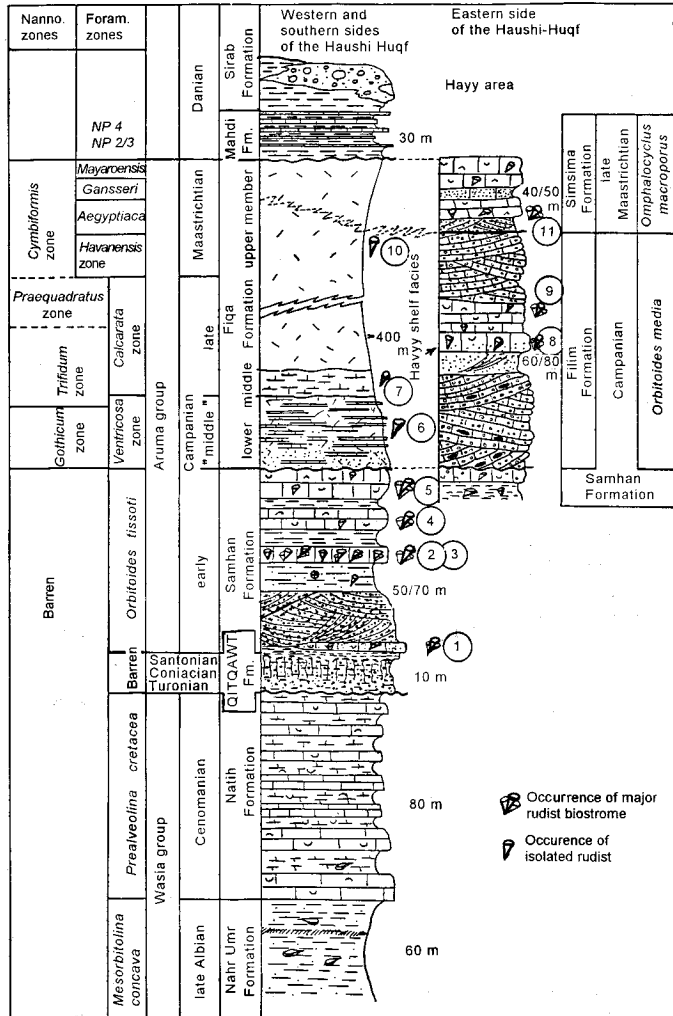 Nanno.
zones
Foram.
zones
Western and
southern sides
of the Haushi Huqf
Eastern side
of the Haushi-Huqf
Hayy area
NP 4
NP 2/3
Danian
Sirab
Formation
Mahdi
Fm.
30 m
Cymbiformis
zone
Mayaroensis
Gansseri
Aegyptiaca
Havanensis
zone
Praequadratus
zone
Trifidum
zone
Calcarata
zone
Gothicum
zone
Ventricosa
zone
Aruma group
Maastrichtian
Campanian
late
"middle"
early
Fiqa
Formation
upper member
middle
lower
400
m
Hayyy shelf facies
10
7
6
40/50
m
11
9
8
60/80
m
Simsima
Formation
late
Maastrichtian
Omphalocyclus
macroporus
Filim
Formation
Campanian
Orbitoides media
Samhan
Formation
Barren
Orbitoides tissoti
Samhan
Formation
5
4
2
3
50/70 m
1
Barren
Santonian
Coniacian
Turonian
QITQAWT
Fm.
10 m
Prealveolina cretacea
Wasia group
Cenomanian
Natih
Formation
80 m
Occurrence of major
rudist biostrome
Occurence of
isolated rudist
Mesorbitolina
concava
late Albian
Nahr Umr
Formation
60 m